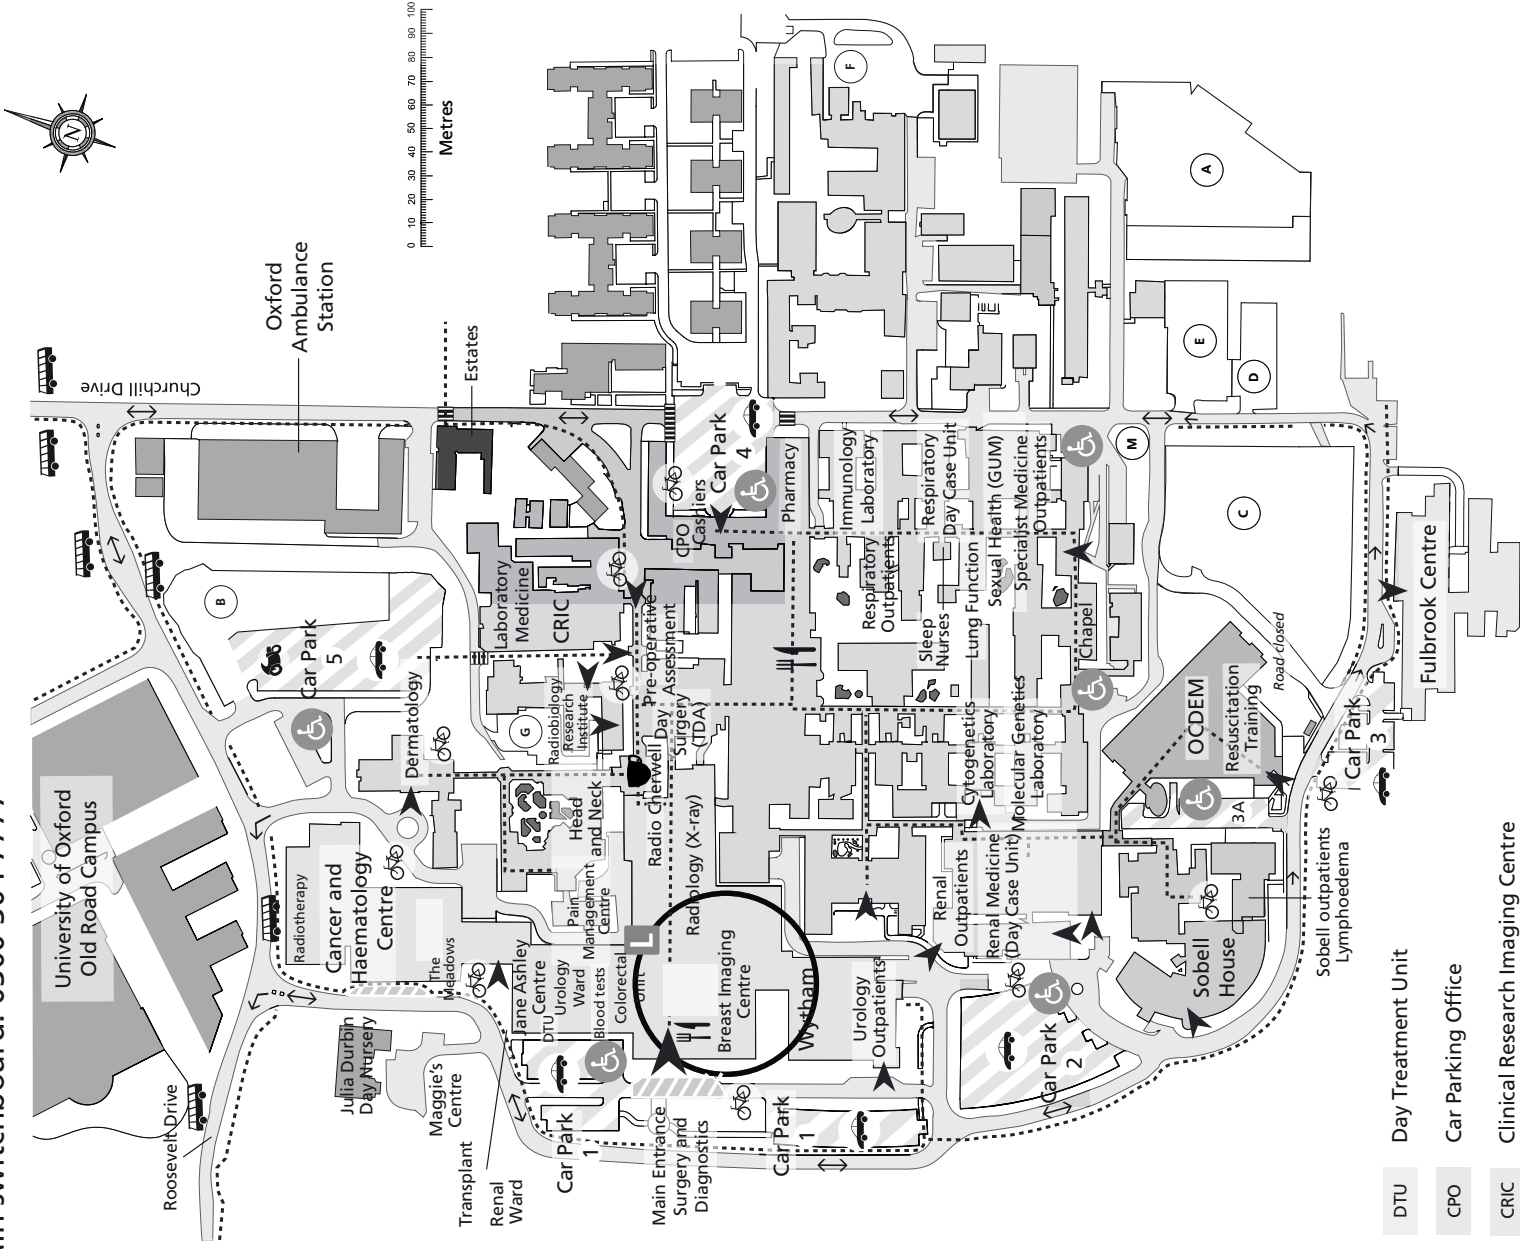 University of Oxford
Old Road Campus
Roosevelt Drive
Churchill Drive
Oxford
Ambulance
Station
Estates
N
0 10 20 30 40 50 60 70 80 90 100
Metres
B
Car Park
5
Dermatology
Radiotherapy
Cancer and
Haematology
Centre
The
Meadows
Julia Durbin
Day Nursery
Maggie's
Centre
Transplant
Renal
Ward
Jane Ashley
Centre
DTU
Urology
Ward
Blood tests
Colorectal
Unit
Pain
Management
Centre
Head
and Neck
G
Radiobiology
Research
Institute
Laboratory
Medicine
CRIC
Pre-operative
Assessment
Radio Cherwell
Day
Surgery
(TDA)
Radiology (X-ray)
L
Breast Imaging
Centre
Car Park
1
Main Entrance
Surgery and
Diagnostics
Car Park
1
Wytham
Urology
Outpatients
CPO
Cashiers
Car Park
4
Pharmacy
Immunology
Laboratory
Respiratory
Day Case Unit
Respiratory
Outpatients
Sleep
Nurses
Lung Function
Sexual Health (GUM)
Specialist Medicine
Outpatients
Chapel
Cytogenetics
Laboratory
Molecular Genetics
Laboratory
Renal
Outpatients
Renal Medicine
(Day Case Unit)
Car Park
2
Sobell
House
Sobell outpatients
Lymphoedema
OCDEM
Resuscitation
Training
3A
Car Park
3
Road closed
Fulbrook Centre
A
C
D
E
F
M
DTU
Day Treatment Unit
CPO
Car Parking Office
CRIC
Clinical Research Imaging Centre